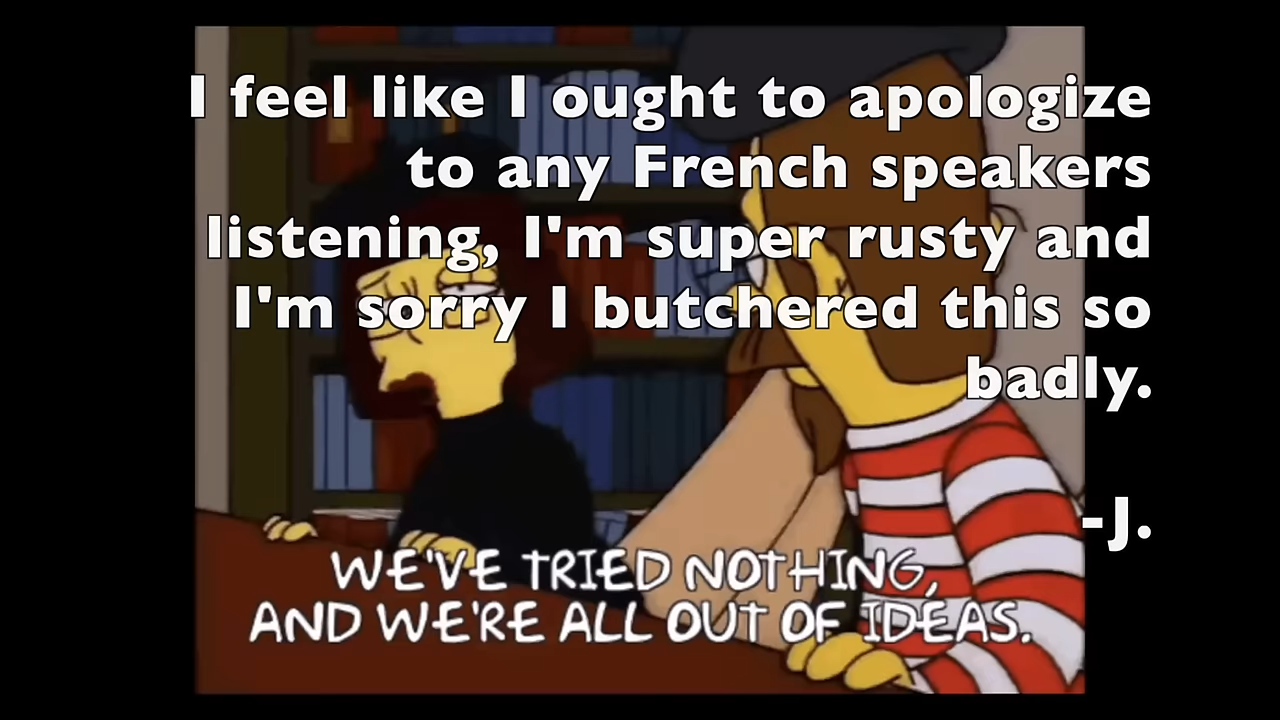 I feel like I ought to apologize
to any French speakers
listening, I'm super rusty and
I'm sorry I butchered this so
badly.
-J.
WE'VE TRIED NOTHING,
AND WE'RE ALL OUT OF IDEAS.